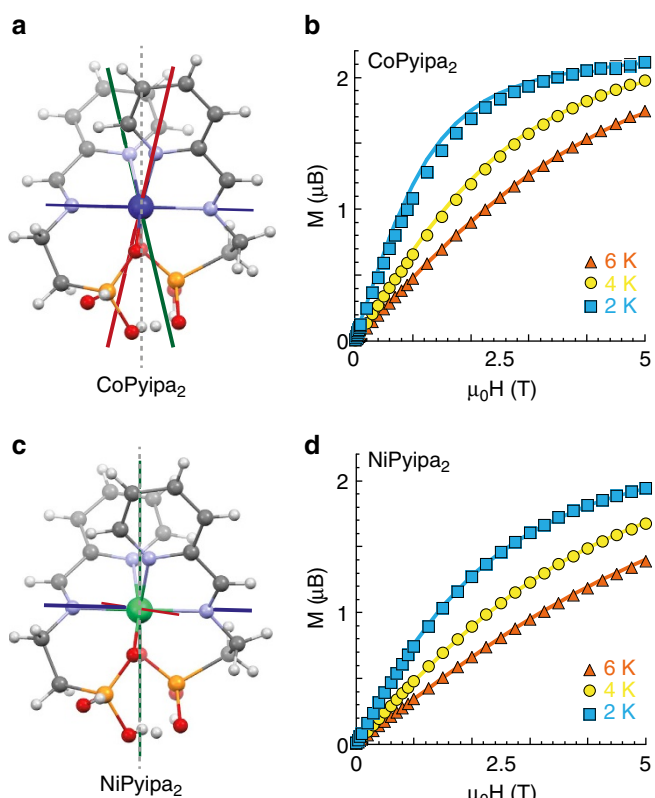 a
CoPyipa₂
b
CoPyipa₂
M (μB)
2
1
0
0
2.5
5
μ₀H (T)
6 K
4 K
2 K
c
NiPyipa₂
d
NiPyipa₂
M (μB)
2
1
0
0
2.5
5
μ₀H (T)
6 K
4 K
2 K